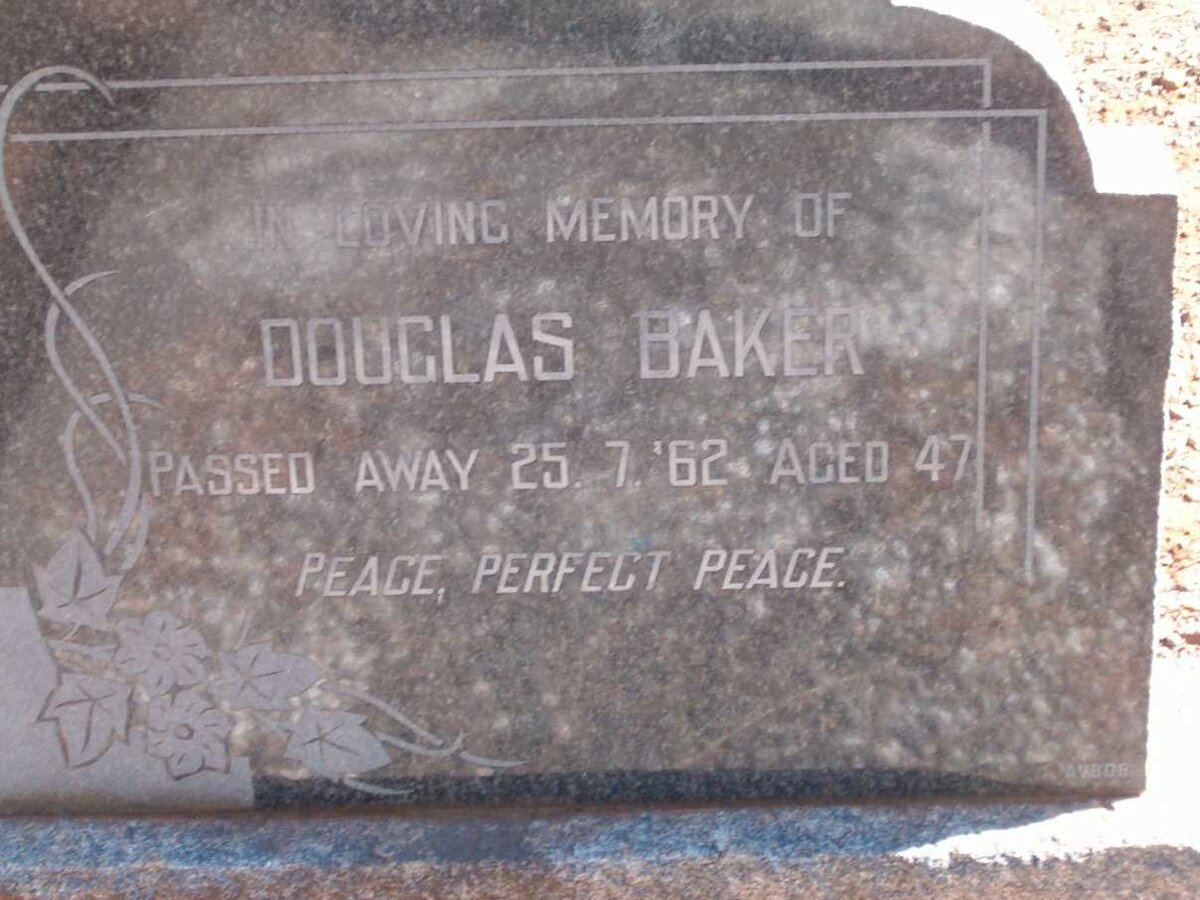 IN LOVING MEMORY OF
DOUGLAS BAKER
PASSED AWAY 25.7.'62 AGED 47
PEACE, PERFECT PEACE.